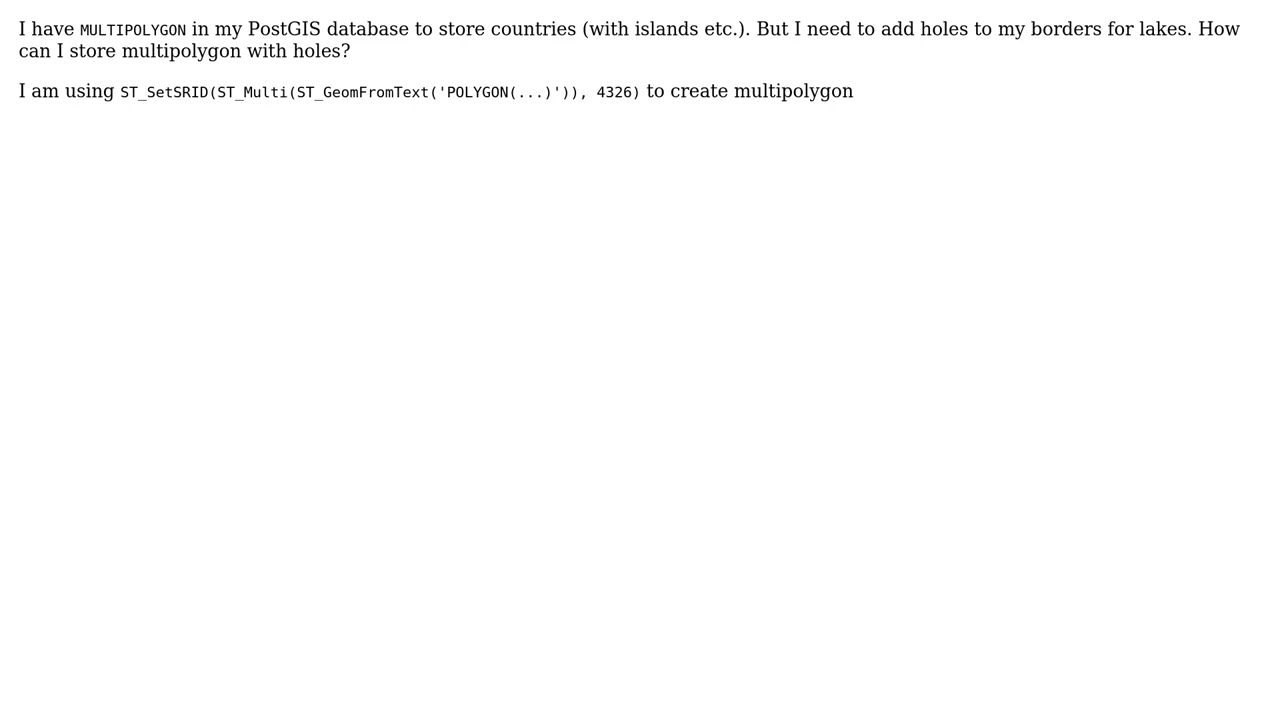 I have MULTIPOLYGON in my PostGIS database to store countries (with islands etc.). But I need to add holes to my borders for lakes. How
can I store multipolygon with holes?
I am using ST_SetSRID(ST_Multi(ST_GeomFromText('POLYGON(...)')), 4326) to create multipolygon